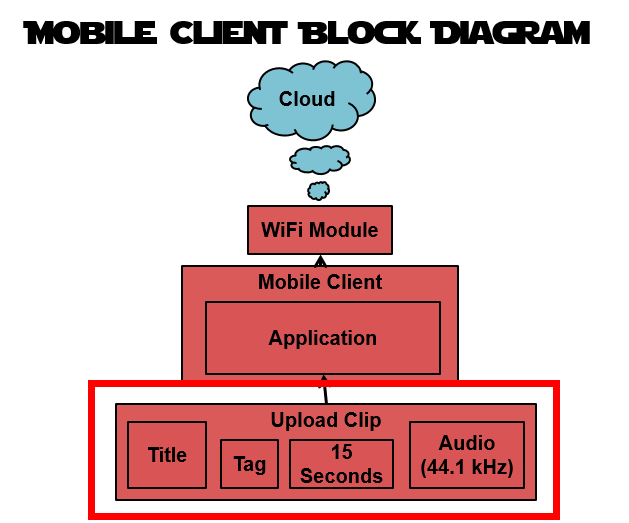 Mobile Client Block Diagram
Cloud
WiFi Module
Mobile Client
Application
Upload Clip
Title
Tag
15
Seconds
Audio
(44.1 kHz)